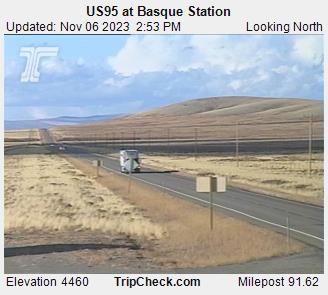 US95 at Basque Station
Updated: Nov 06 2023 2:53 PM Looking North
Elevation 4460 TripCheck.com Milepost 91.62